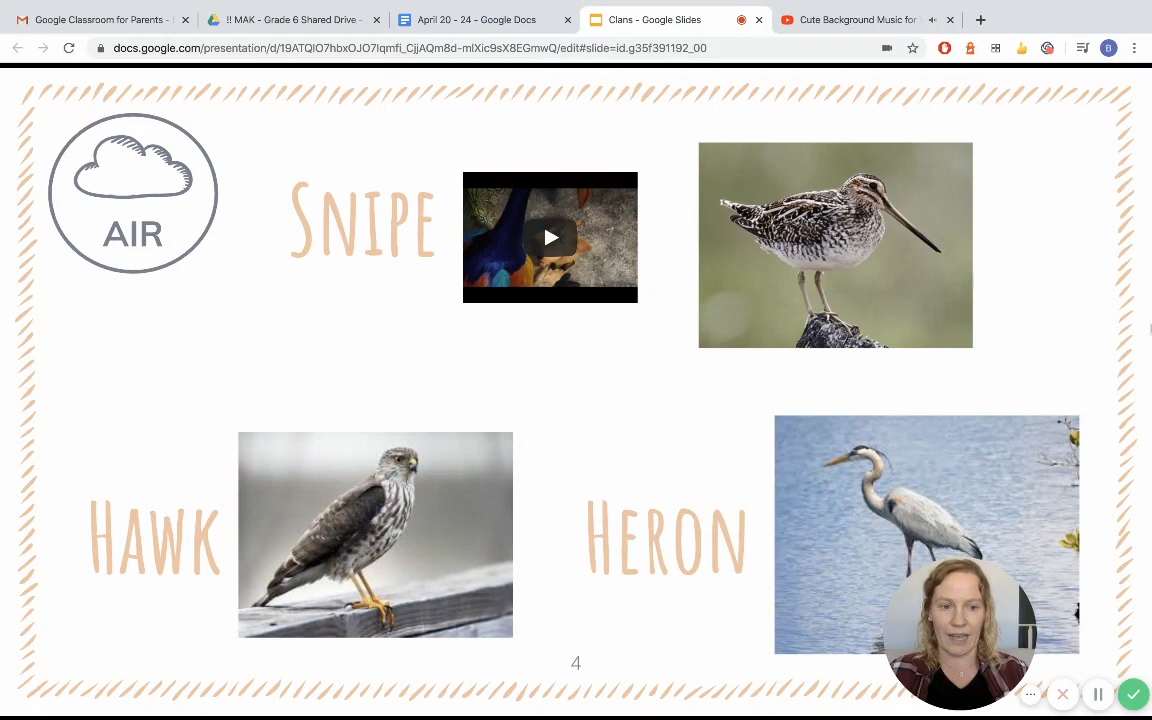 Google Classroom for Parents -
!! MAK - Grade 6 Shared Drive -
April 20 - 24 - Google Docs
Clans - Google Slides
Cute Background Music for
docs.google.com/presentation/d/19ATQlO7hbxOJO7Iqmfi_CjjAQm8d-mlXic9sX8EGmwQ/edit#slide=id.g35f391192_00
B
AIR
SNIPE
HAWK
HERON
4